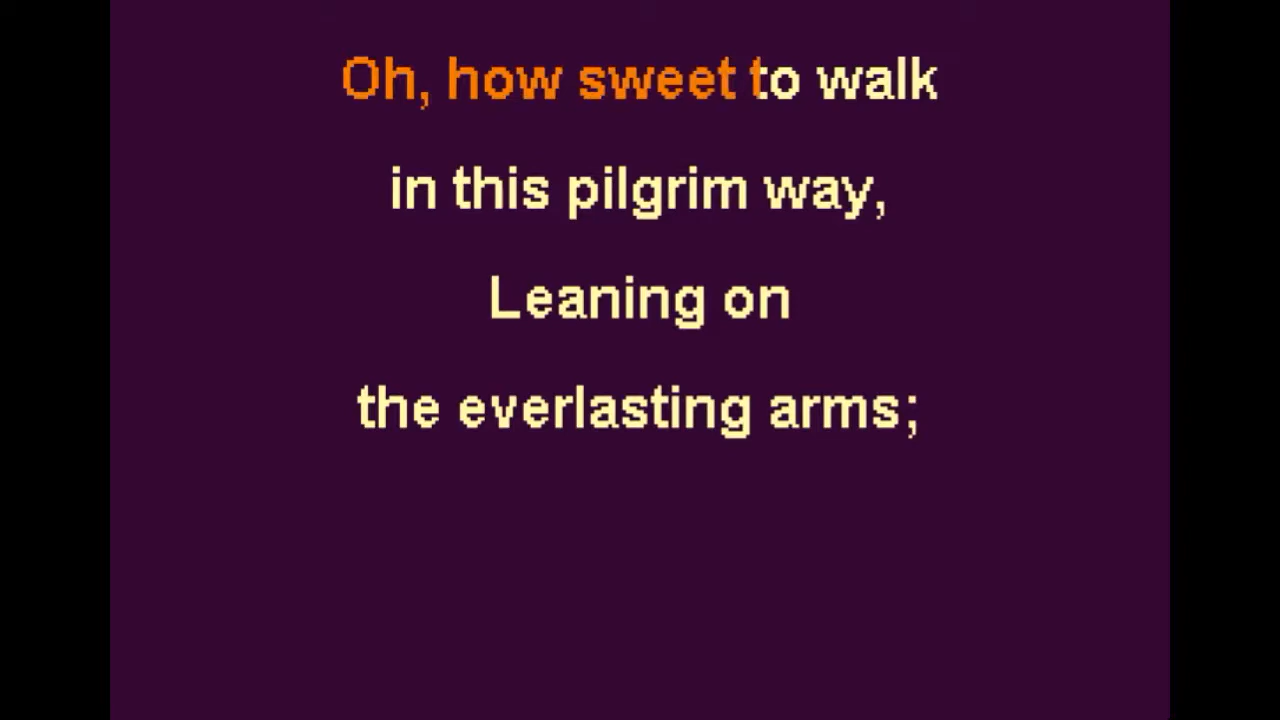 Oh, how sweet to walk
in this pilgrim way,
Leaning on
the everlasting arms;